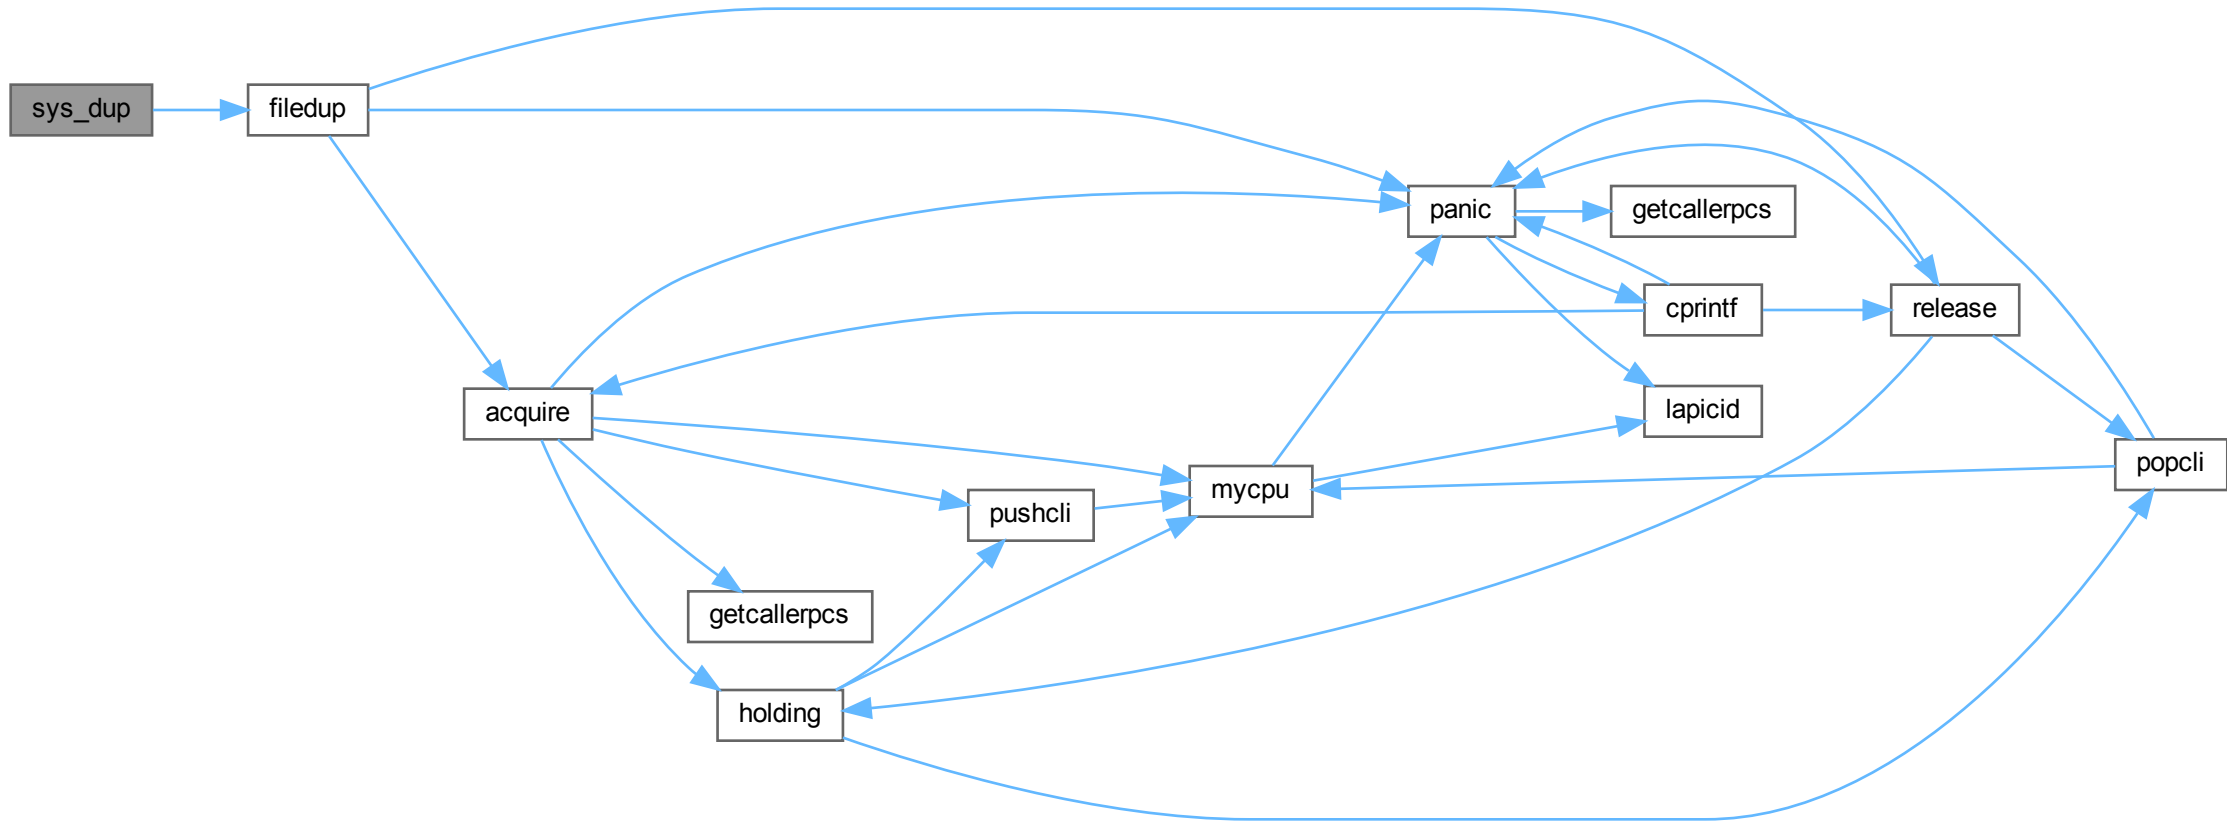 sys_dup
filedup
panic
getcallerpcs
cprintf
release
acquire
lapicid
mycpu
popcli
pushcli
getcallerpcs
holding